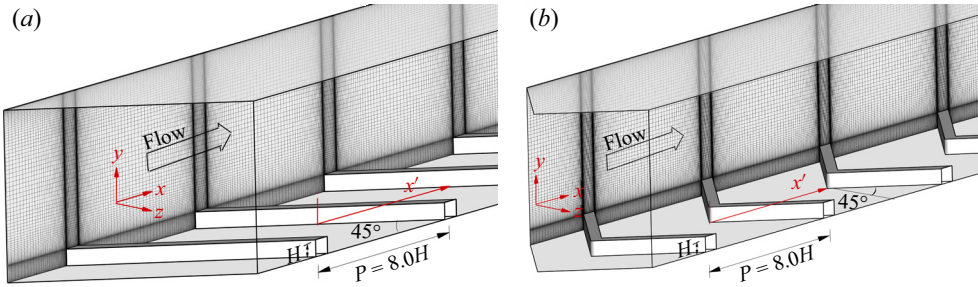 (a)
Flow
y
x
z
x′
45°
H
P = 8.0H
(b)
Flow
y
x
z
x′
45°
H
P = 8.0H